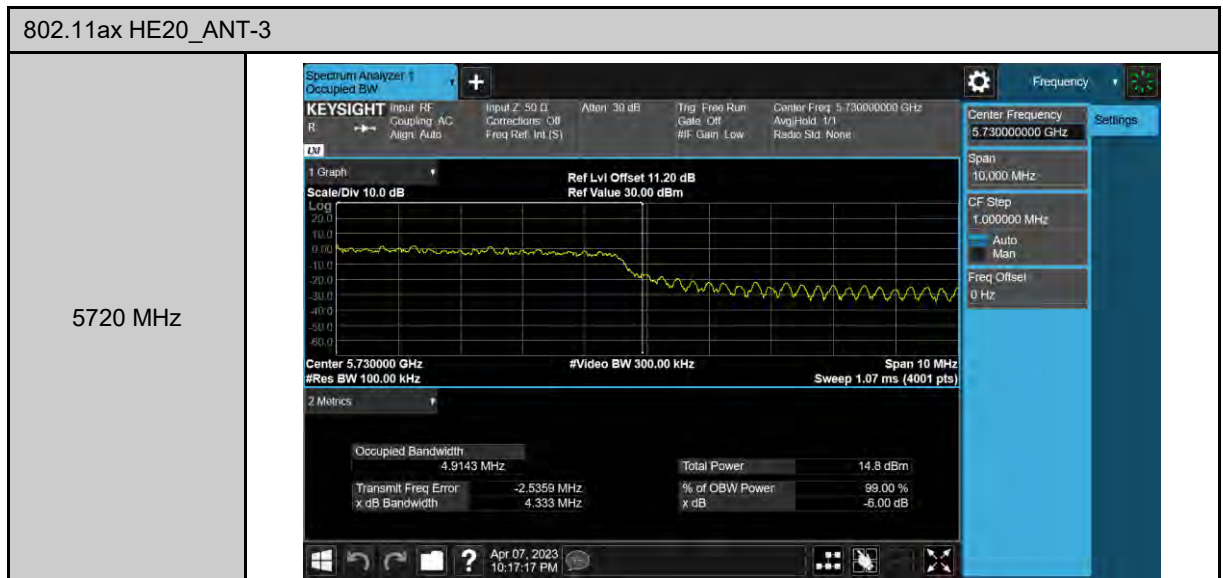 802.11ax HE20_ANT-3
5720 MHz
Spectrum Analyzer 1
Occupied BW
+
Frequency
KEYSIGHT
R
LXI
Input: RF
Coupling: AC
Align: Auto
Input Z: 50 Ω
Corrections: Off
Freq Ref: Int (S)
Atten: 30 dB
Trig: Free Run
Gate: Off
#IF Gain: Low
Center Freq: 5.730000000 GHz
Avg|Hold: 1/1
Radio Std: None
1 Graph
Scale/Div 10.0 dB
Ref Lvl Offset 11.20 dB
Ref Value 30.00 dBm
Log
20.0
10.0
0.00
-10.0
-20.0
-30.0
-40.0
-50.0
-60.0
Center 5.730000 GHz
#Res BW 100.00 kHz
#Video BW 300.00 kHz
Span 10 MHz
Sweep 1.07 ms (4001 pts)
2 Metrics
Occupied Bandwidth
4.9143 MHz
Transmit Freq Error -2.5359 MHz
x dB Bandwidth 4.333 MHz
Total Power 14.8 dBm
% of OBW Power 99.00 %
x dB -6.00 dB
?
Apr 07, 2023
10:17:17 PM
Center Frequency
5.730000000 GHz
Settings
Span
10.000 MHz
CF Step
1.000000 MHz
Auto
Man
Freq Offset
0 Hz